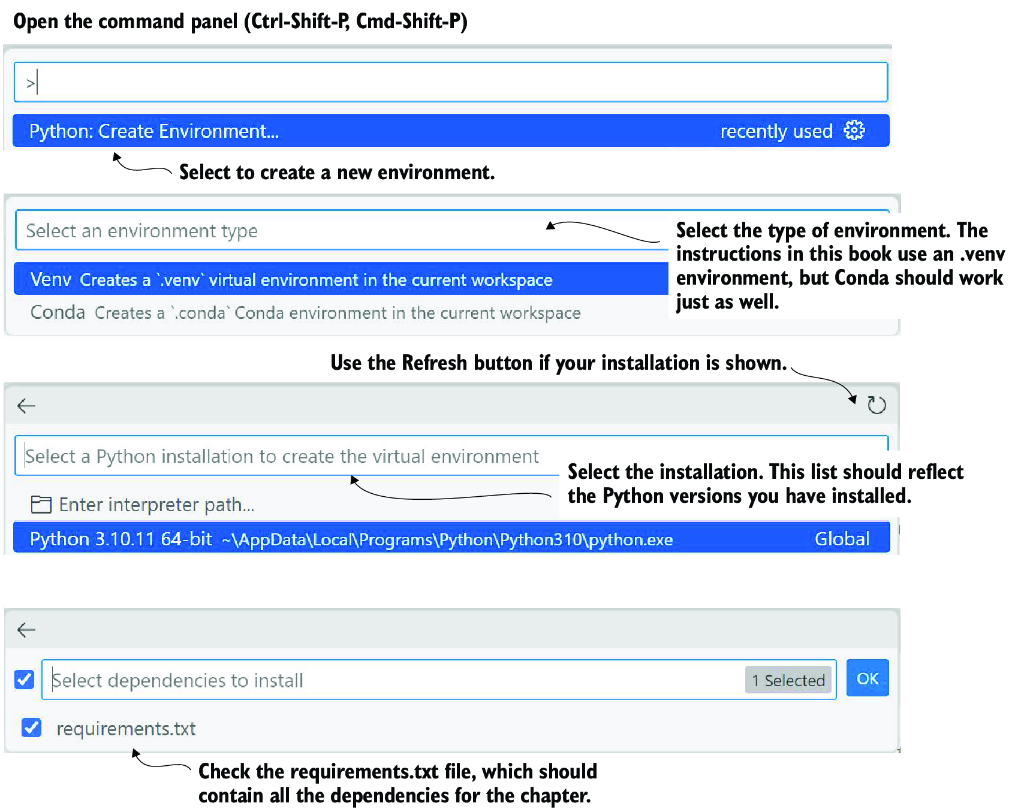 Open the command panel (Ctrl-Shift-P, Cmd-Shift-P)
>
Python: Create Environment... recently used
Select to create a new environment.
Select an environment type
Select the type of environment. The
instructions in this book use an .venv
environment, but Conda should work
just as well.
Venv Creates a `.venv` virtual environment in the current workspace
Conda Creates a `.conda` Conda environment in the current workspace
Use the Refresh button if your installation is shown.
Select a Python installation to create the virtual environment
Select the installation. This list should reflect
the Python versions you have installed.
Enter interpreter path...
Python 3.10.11 64-bit ~\AppData\Local\Programs\Python\Python310\python.exe Global
Select dependencies to install 1 Selected OK
requirements.txt
Check the requirements.txt file, which should
contain all the dependencies for the chapter.